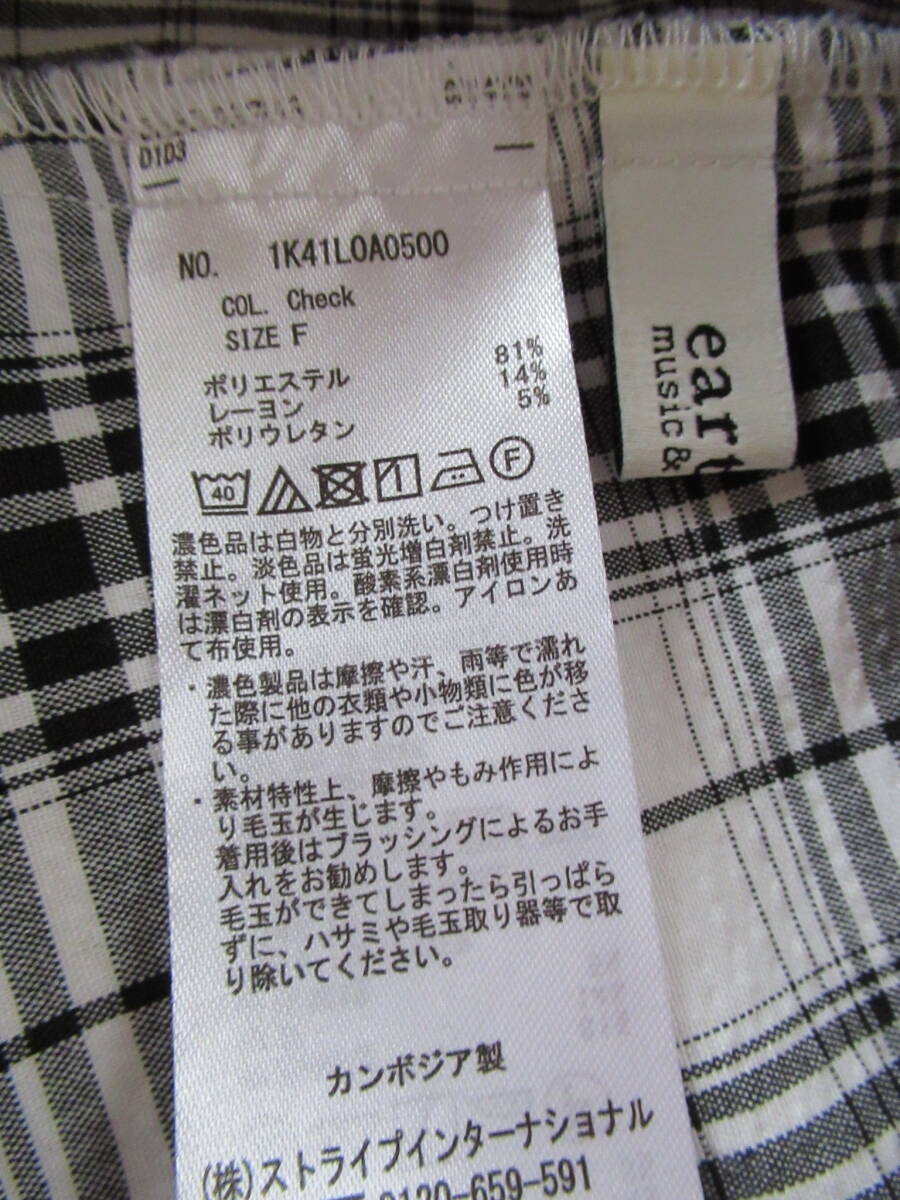 D1D3
NO. 1K41L0A0500
COL. Check
SIZE F
ポリエステル 81%
レーヨン 14%
ポリウレタン 5%
40
F
濃色品は白物と分別洗い。つけ置き
禁止。淡色品は蛍光増白剤禁止。洗
濯ネット使用。酸素系漂白剤使用時
は漂白剤の表示を確認。アイロンあ
て布使用。
・濃色製品は摩擦や汗、雨等で濡れ
た際に他の衣類や小物類に色が移
る事がありますのでご注意くださ
い。
・素材特性上、摩擦やもみ作用によ
り毛玉が生じます。
着用後はブラッシングによるお手
入れをお勧めします。
毛玉ができてしまったら引っぱら
ずに、ハサミや毛玉取り器等で取
り除いてください。
カンボジア製
(株)ストライプインターナショナル
0120-659-591
eart
music &